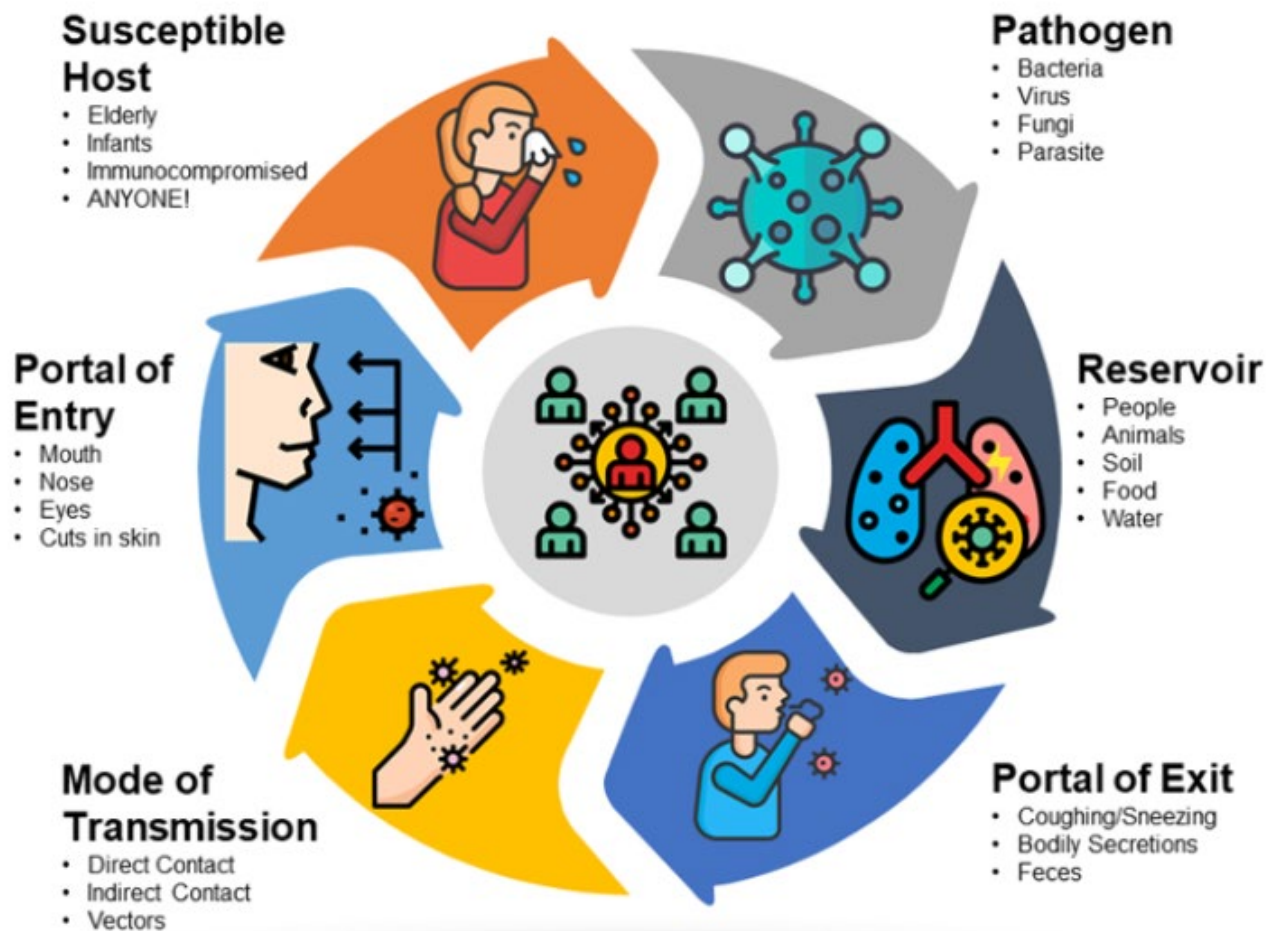 Susceptible
Host
• Elderly
• Infants
• Immunocompromised
• ANYONE!
Pathogen
• Bacteria
• Virus
• Fungi
• Parasite
Reservoir
• People
• Animals
• Soil
• Food
• Water
Portal of Exit
• Coughing/Sneezing
• Bodily Secretions
• Feces
Mode of
Transmission
• Direct Contact
• Indirect Contact
• Vectors
Portal of
Entry
• Mouth
• Nose
• Eyes
• Cuts in skin